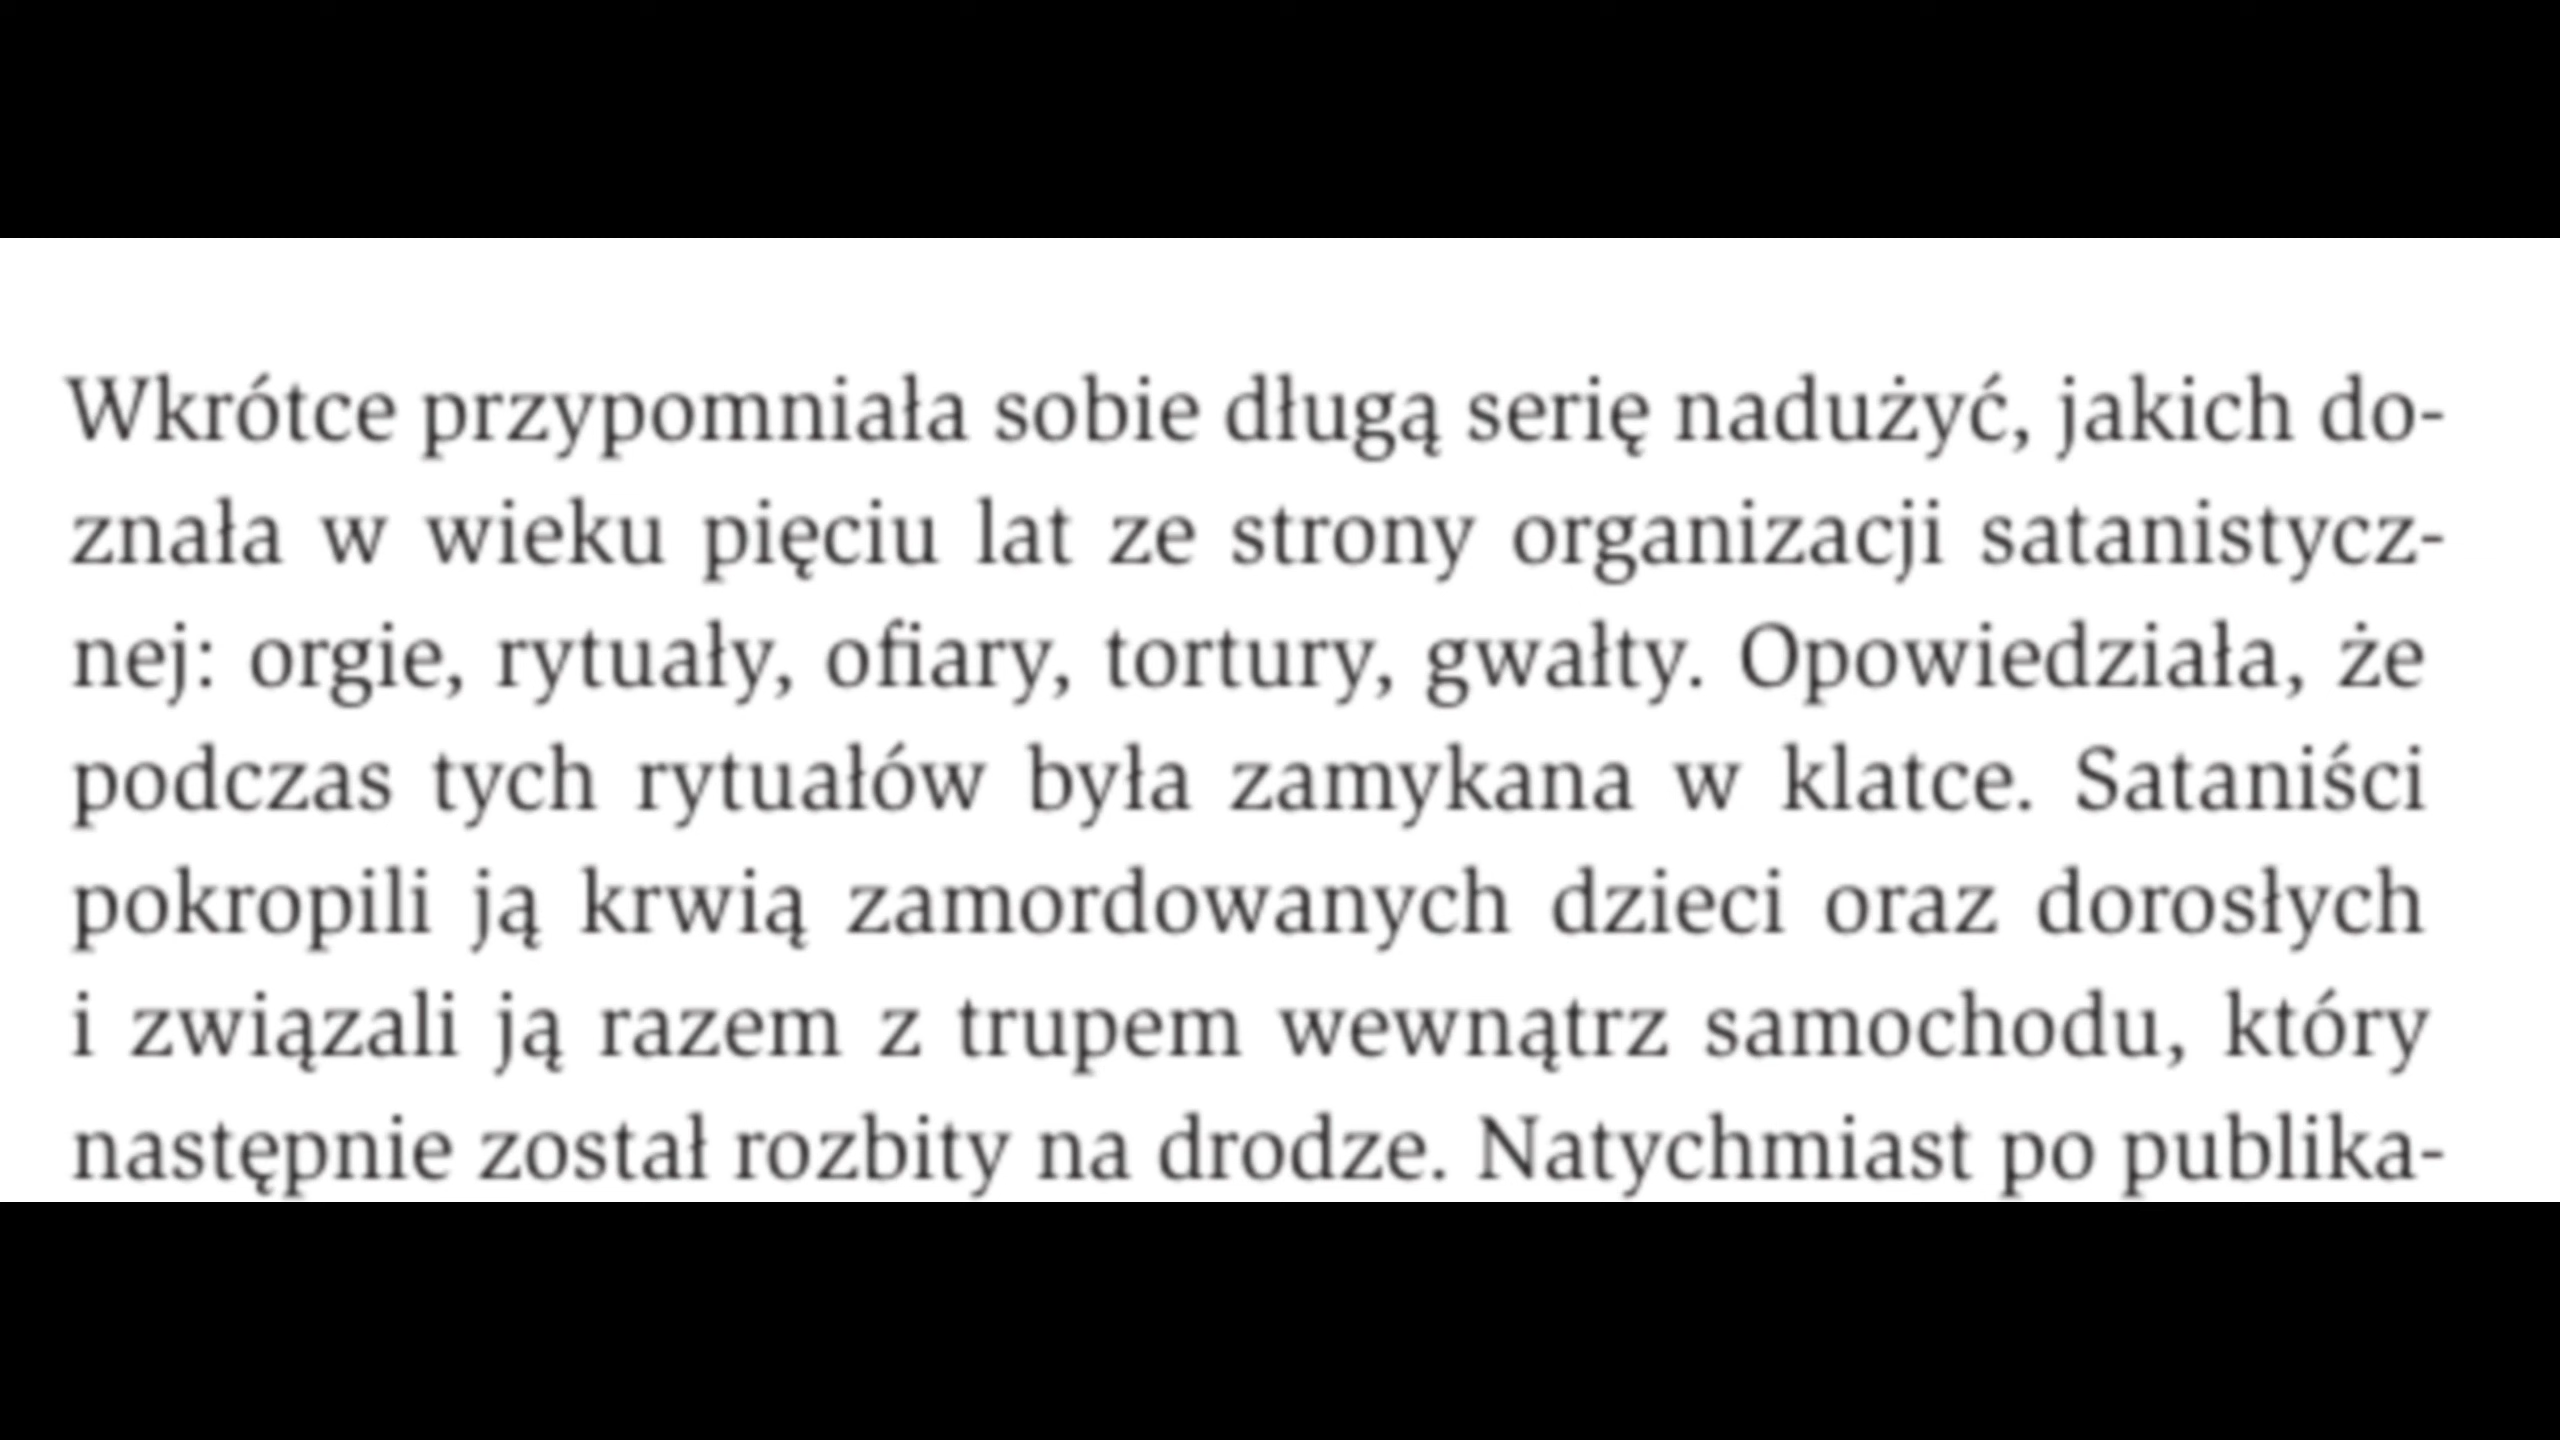 Wkrótce przypomniała sobie długą serię nadużyć, jakich do-
znała w wieku pięciu lat ze strony organizacji satanistycz-
nej: orgie, rytuały, ofiary, tortury, gwałty. Opowiedziała, że
podczas tych rytuałów była zamykana w klatce. Sataniści
pokropili ją krwią zamordowanych dzieci oraz dorosłych
i związali ją razem z trupem wewnątrz samochodu, który
następnie został rozbity na drodze. Natychmiast po publika-